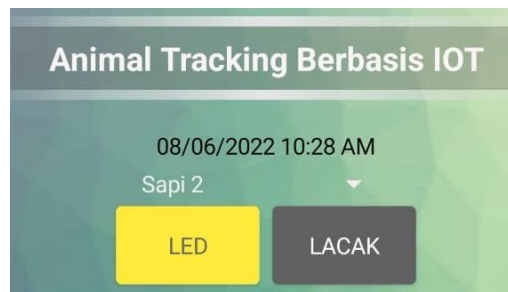 Animal Tracking Berbasis IOT
08/06/2022 10:28 AM
Sapi 2
LED LACAK